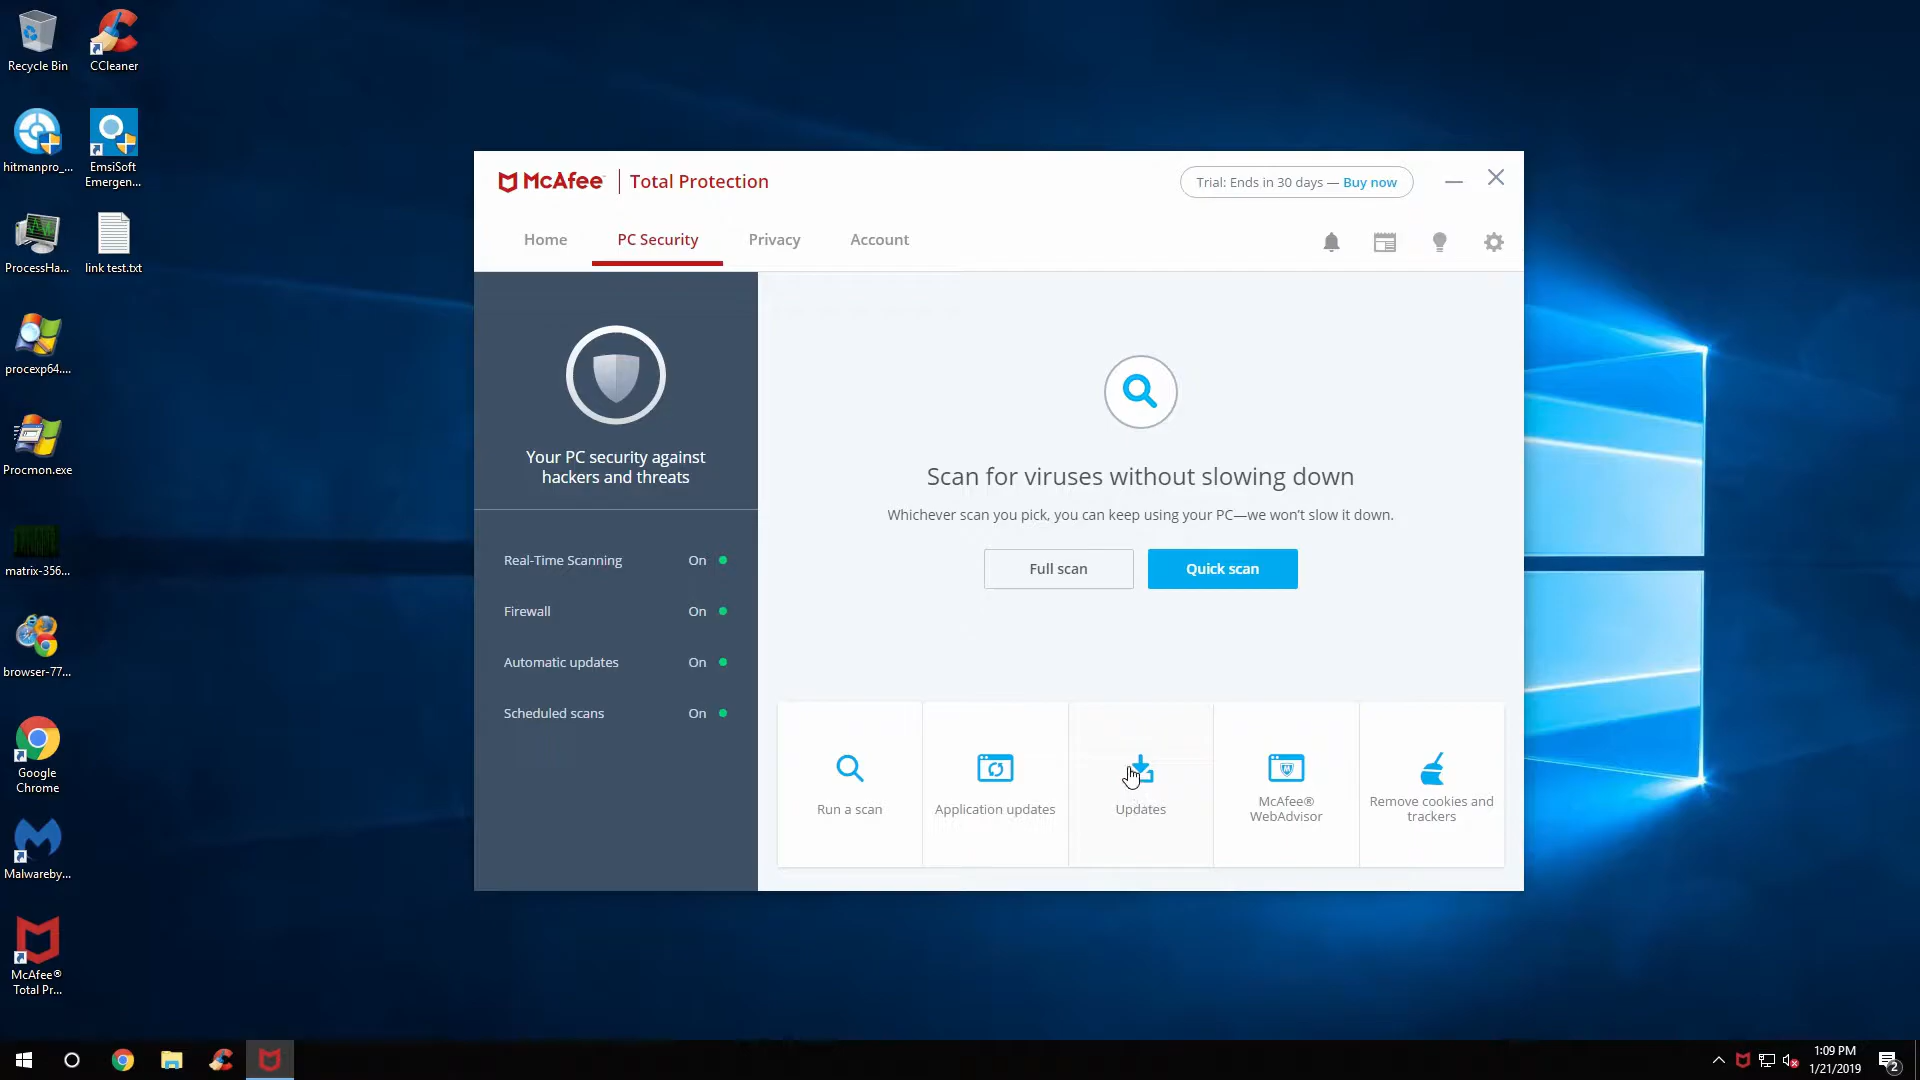 Recycle Bin
CCleaner
hitmanpro_...
EmsiSoft
Emergen...
ProcessHa...
link test.txt
procexp64....
Procmon.exe
matrix-356...
browser-77...
Google
Chrome
Malwareby...
McAfee®
Total Pr...
McAfee
Total Protection
Trial: Ends in 30 days — Buy now
Home
PC Security
Privacy
Account
Your PC security against
hackers and threats
Real-Time Scanning On
Firewall On
Automatic updates On
Scheduled scans On
Scan for viruses without slowing down
Whichever scan you pick, you can keep using your PC—we won't slow it down.
Full scan
Quick scan
Run a scan
Application updates
Updates
McAfee®
WebAdvisor
Remove cookies and
trackers
1:09 PM
1/21/2019
2